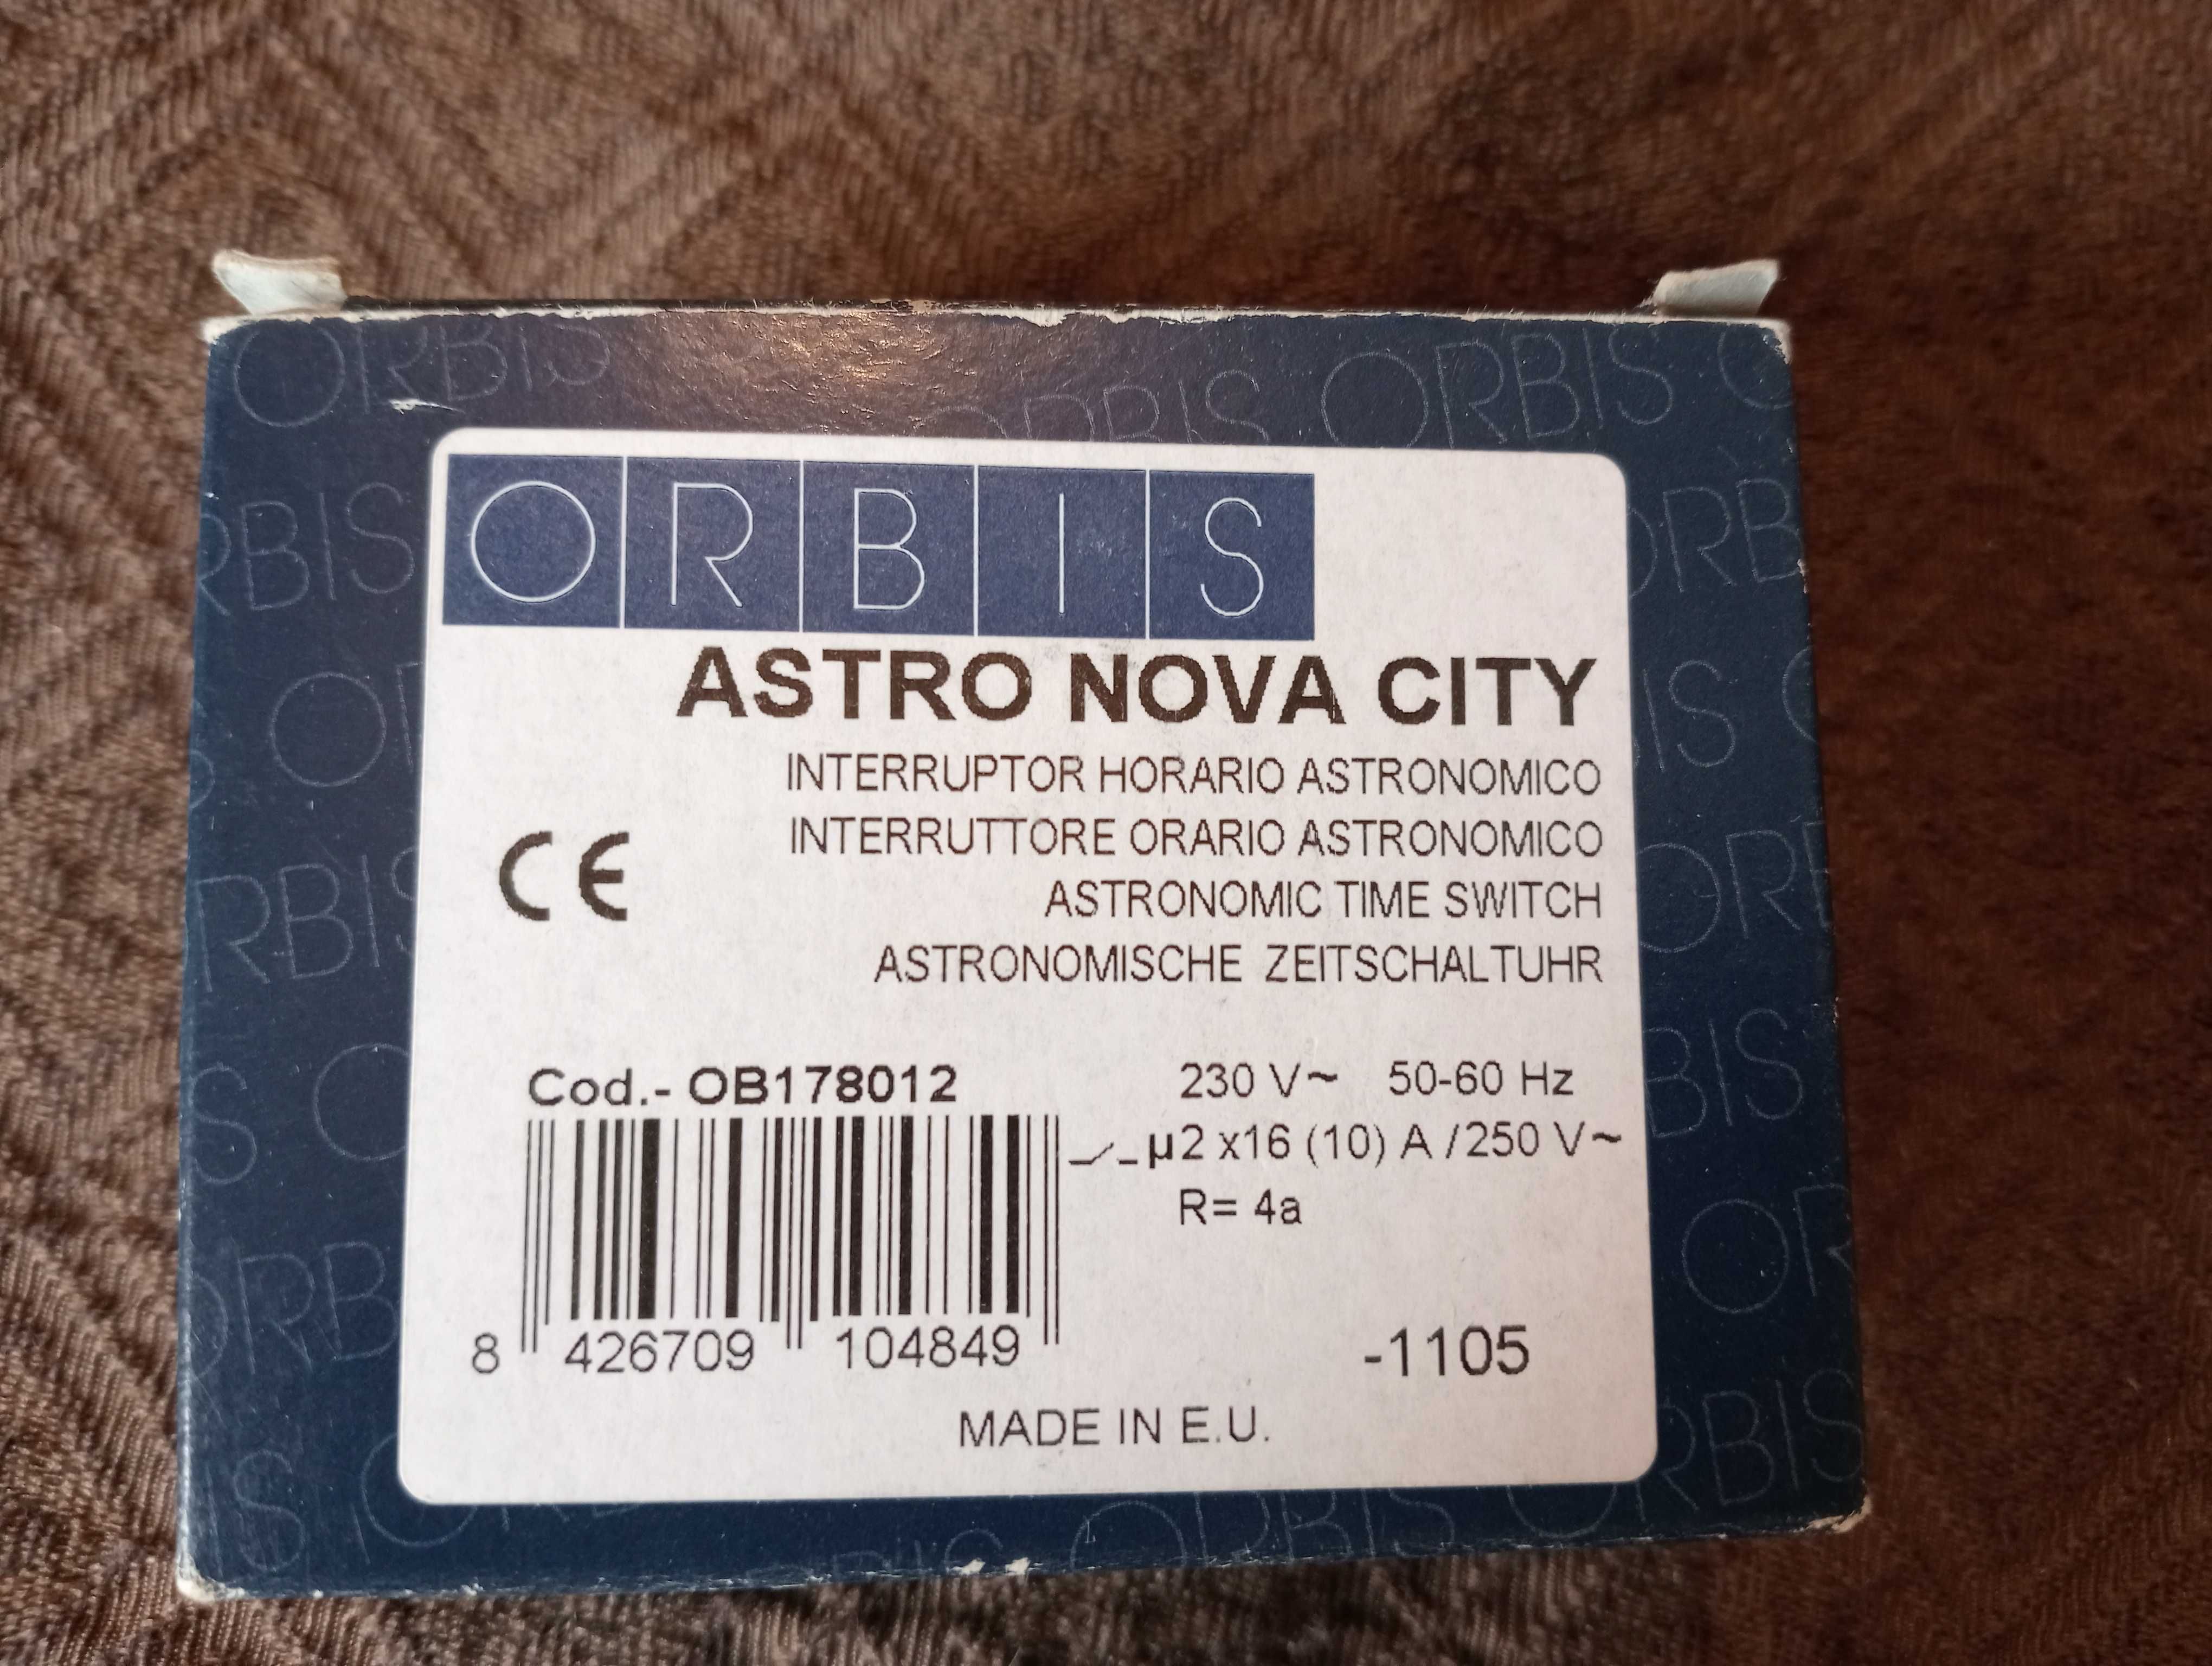 ORBIS
ASTRO NOVA CITY
INTERRUPTOR HORARIO ASTRONOMICO
INTERRUTTORE ORARIO ASTRONOMICO
CE
ASTRONOMIC TIME SWITCH
ASTRONOMISCHE ZEITSCHALTUHR
Cod.- OB178012
230 V~ 50-60 Hz
µ2 x16 (10) A /250 V~
R= 4a
8 426709 104849
-1105
MADE IN E.U.